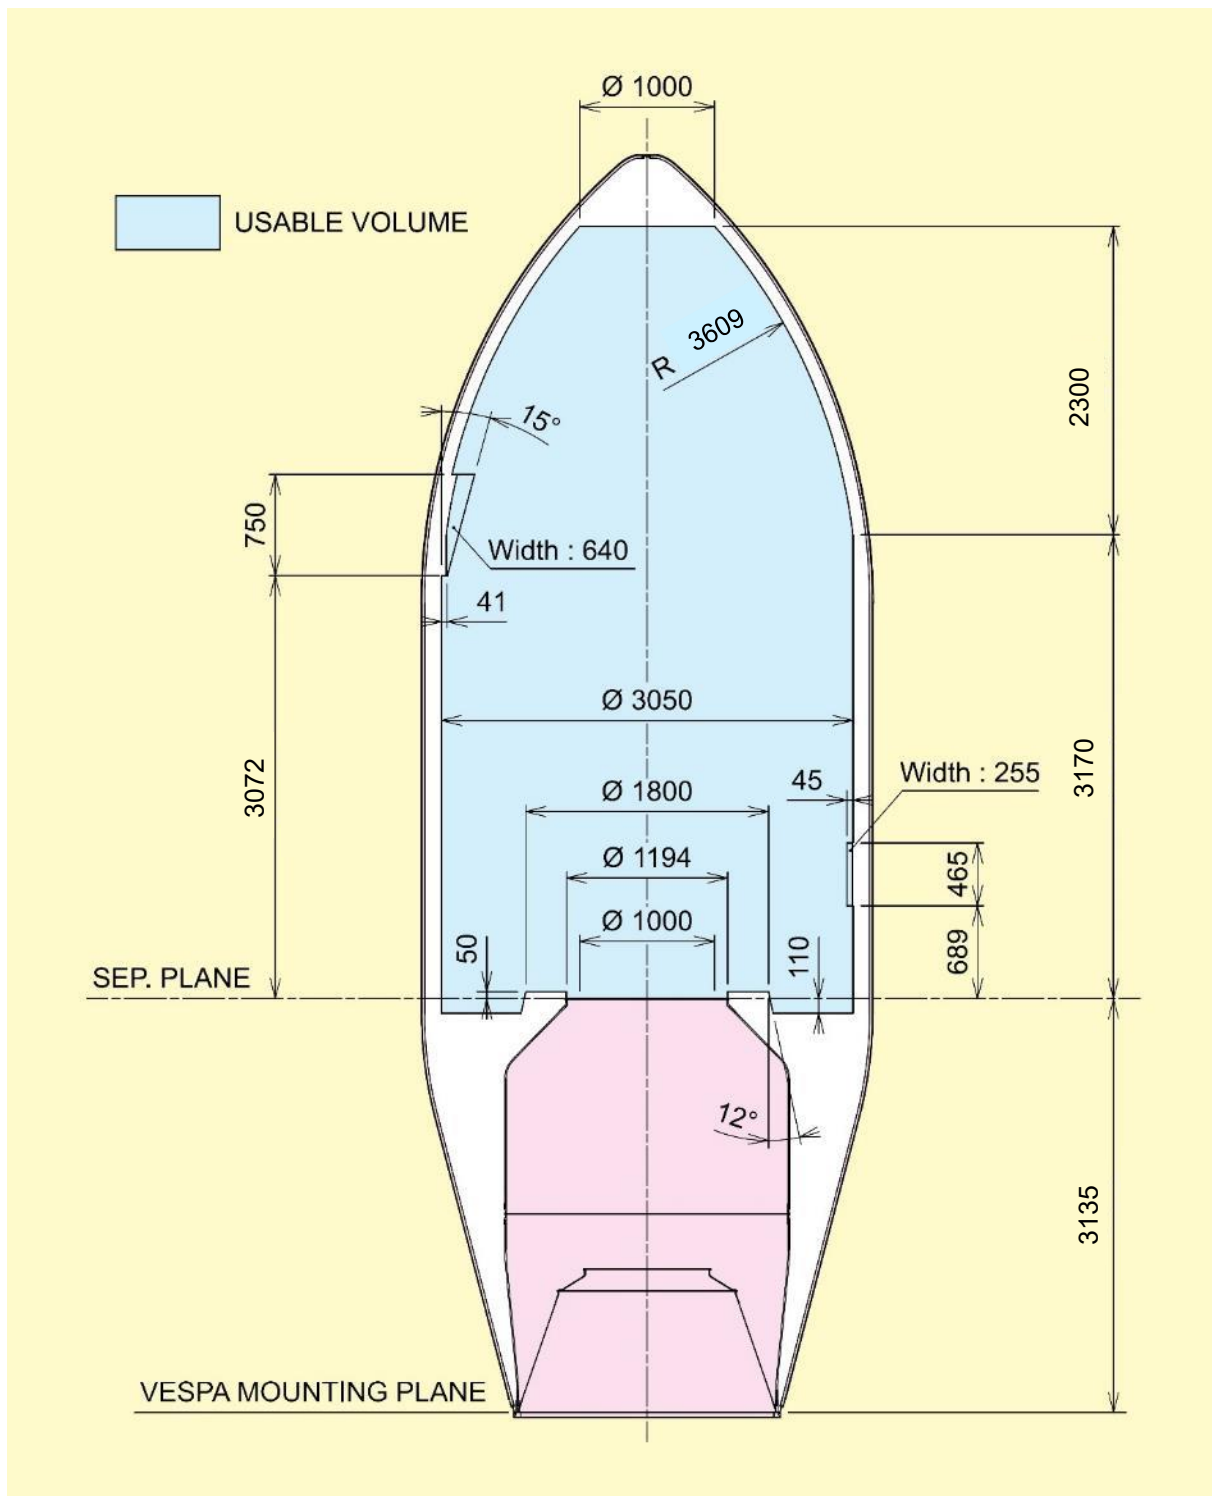 Ø 1000
USABLE VOLUME
R 3609
2300
15°
750
Width : 640
41
Ø 3050
3072
3170
Width : 255
45
Ø 1800
Ø 1194
465
Ø 1000
50
110
689
SEP. PLANE
12°
3135
VESPA MOUNTING PLANE